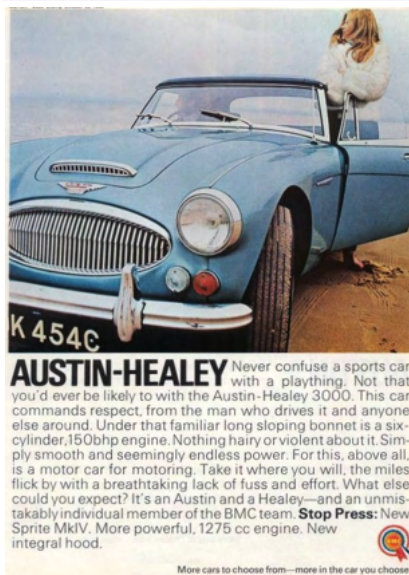 K 454C
AUSTIN-HEALEY Never confuse a sports car
with a plaything. Not that
you'd ever be likely to with the Austin-Healey 3000. This car
commands respect, from the man who drives it and anyone
else around. Under that familiar long sloping bonnet is a six-
cylinder,150bhp engine. Nothing hairy or violent about it. Sim-
ply smooth and seemingly endless power. For this, above all,
is a motor car for motoring. Take it where you will, the miles
flick by with a breathtaking lack of fuss and effort. What else
could you expect? It's an Austin and a Healey—and an unmis-
takably individual member of the BMC team. Stop Press: New
Sprite MkIV. More powerful, 1275 cc engine. New
integral hood.
More cars to choose from—more in the car you choose